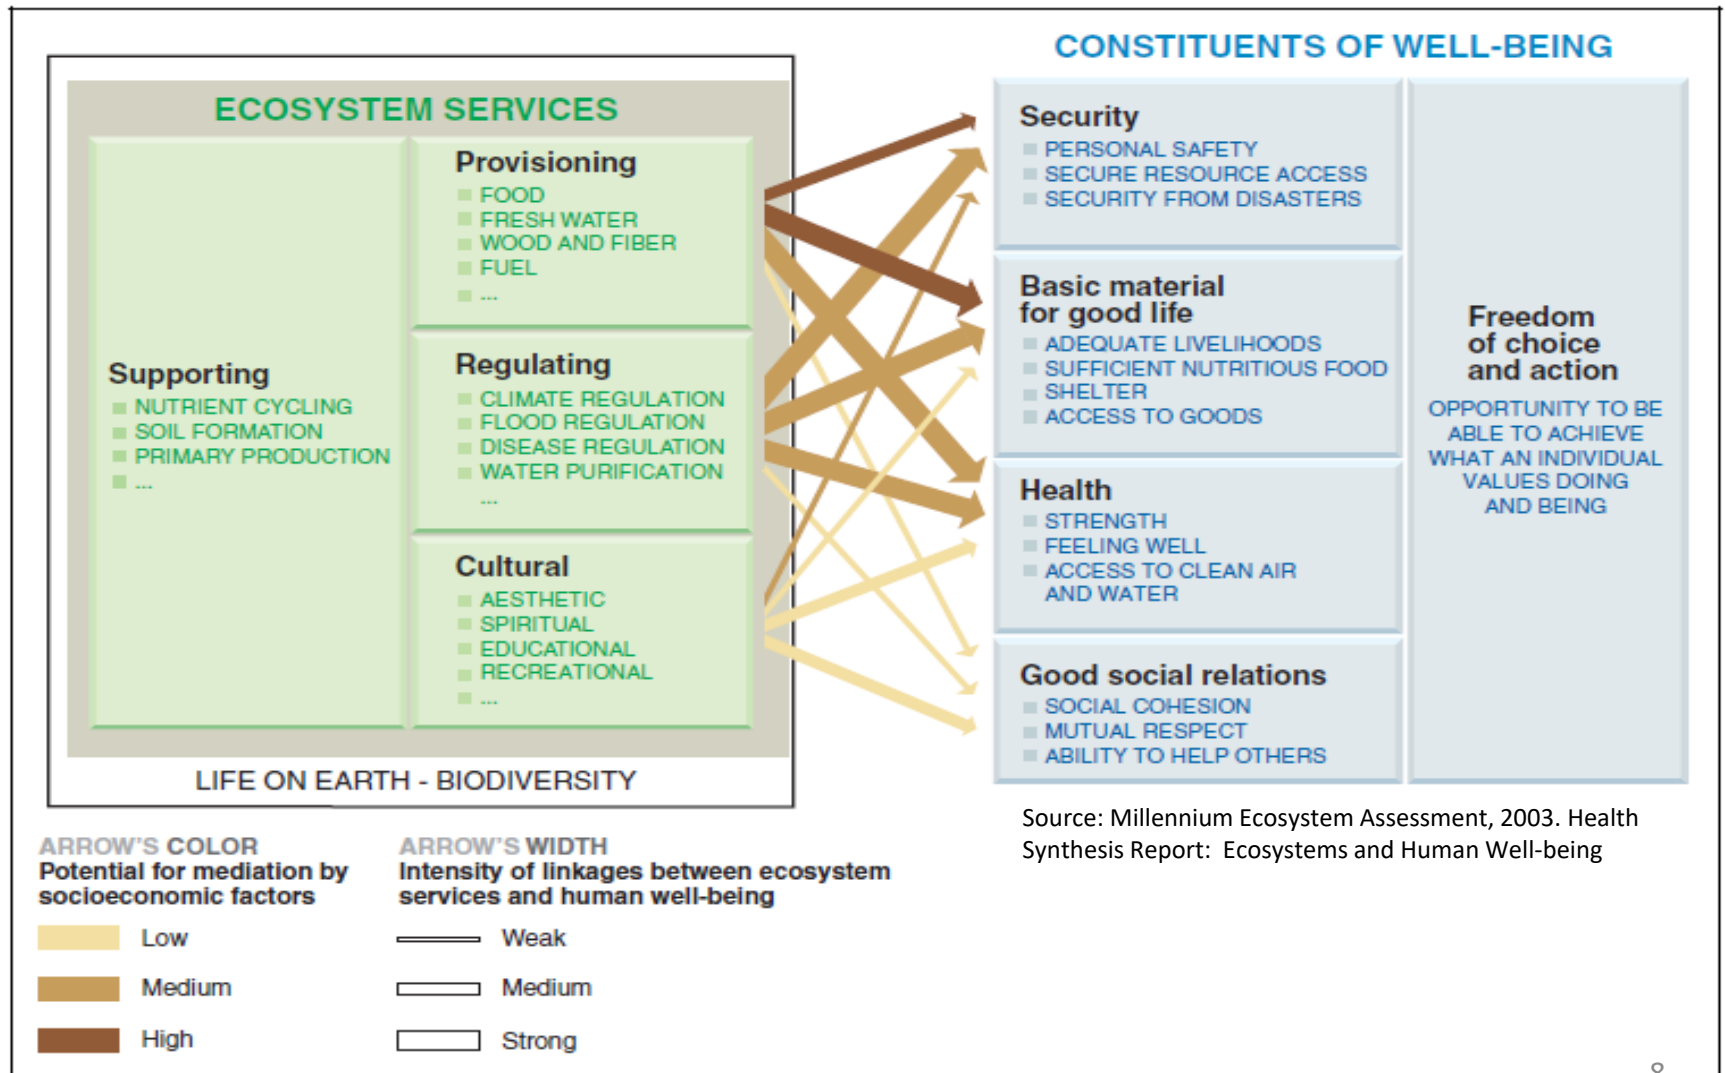 CONSTITUENTS OF WELL-BEING
ECOSYSTEM SERVICES
Supporting
NUTRIENT CYCLING
SOIL FORMATION
PRIMARY PRODUCTION
...
Provisioning
FOOD
FRESH WATER
WOOD AND FIBER
FUEL
...
Regulating
CLIMATE REGULATION
FLOOD REGULATION
DISEASE REGULATION
WATER PURIFICATION
...
Cultural
AESTHETIC
SPIRITUAL
EDUCATIONAL
RECREATIONAL
...
LIFE ON EARTH - BIODIVERSITY
Security
PERSONAL SAFETY
SECURE RESOURCE ACCESS
SECURITY FROM DISASTERS
Basic material
for good life
ADEQUATE LIVELIHOODS
SUFFICIENT NUTRITIOUS FOOD
SHELTER
ACCESS TO GOODS
Health
STRENGTH
FEELING WELL
ACCESS TO CLEAN AIR
AND WATER
Good social relations
SOCIAL COHESION
MUTUAL RESPECT
ABILITY TO HELP OTHERS
Freedom
of choice
and action
OPPORTUNITY TO BE
ABLE TO ACHIEVE
WHAT AN INDIVIDUAL
VALUES DOING
AND BEING
Source: Millennium Ecosystem Assessment, 2003. Health
Synthesis Report: Ecosystems and Human Well-being
ARROW'S COLOR
Potential for mediation by
socioeconomic factors
Low
Medium
High
ARROW'S WIDTH
Intensity of linkages between ecosystem
services and human well-being
Weak
Medium
Strong